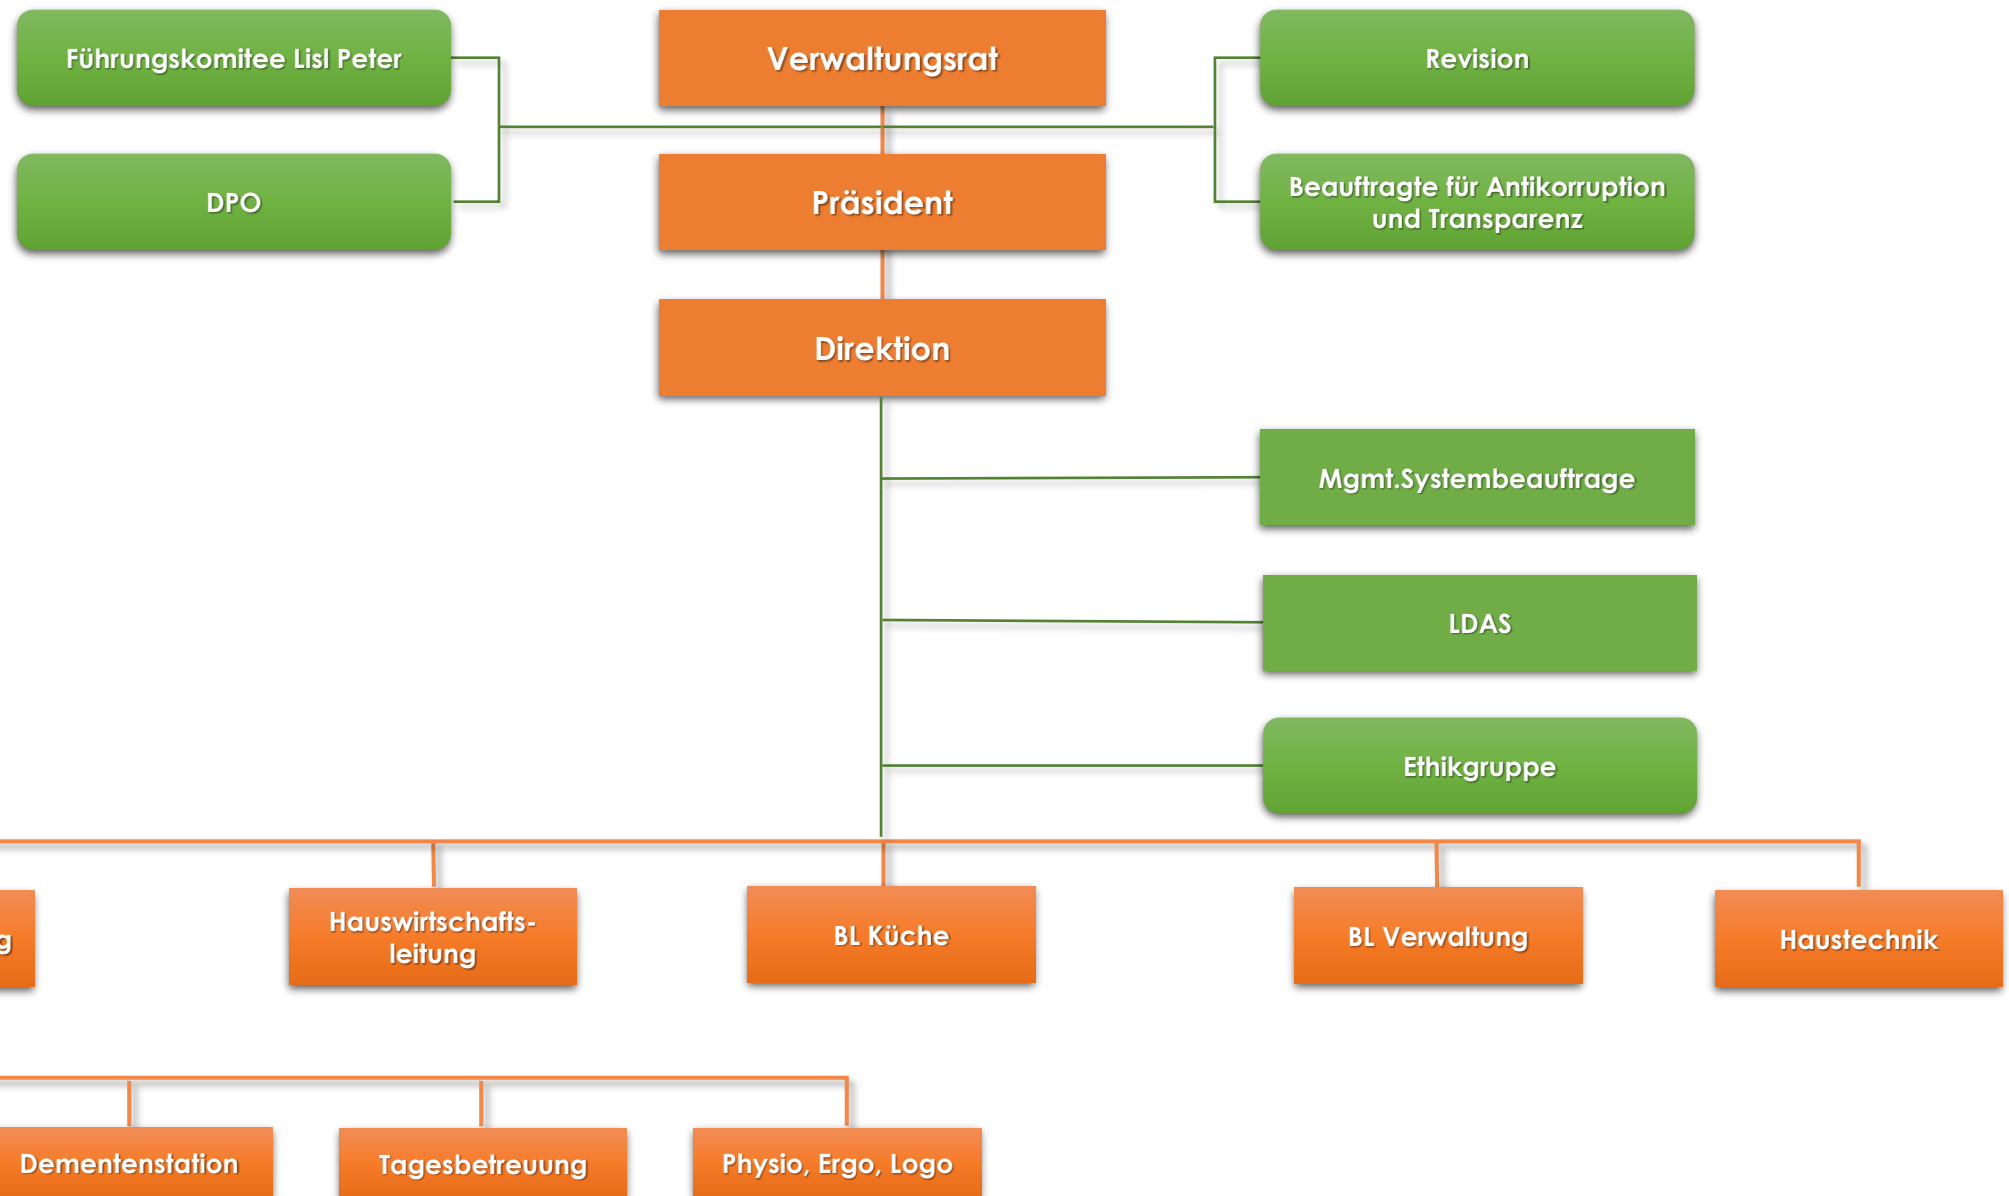 Führungskomitee Lisl Peter
Verwaltungsrat
Revision
DPO
Präsident
Beauftragte für Antikorruption
und Transparenz
Direktion
Mgmt.Systembeauftrage
LDAS
Ethikgruppe
g
Hauswirtschafts-
leitung
BL Küche
BL Verwaltung
Haustechnik
Dementenstation
Tagesbetreuung
Physio, Ergo, Logo